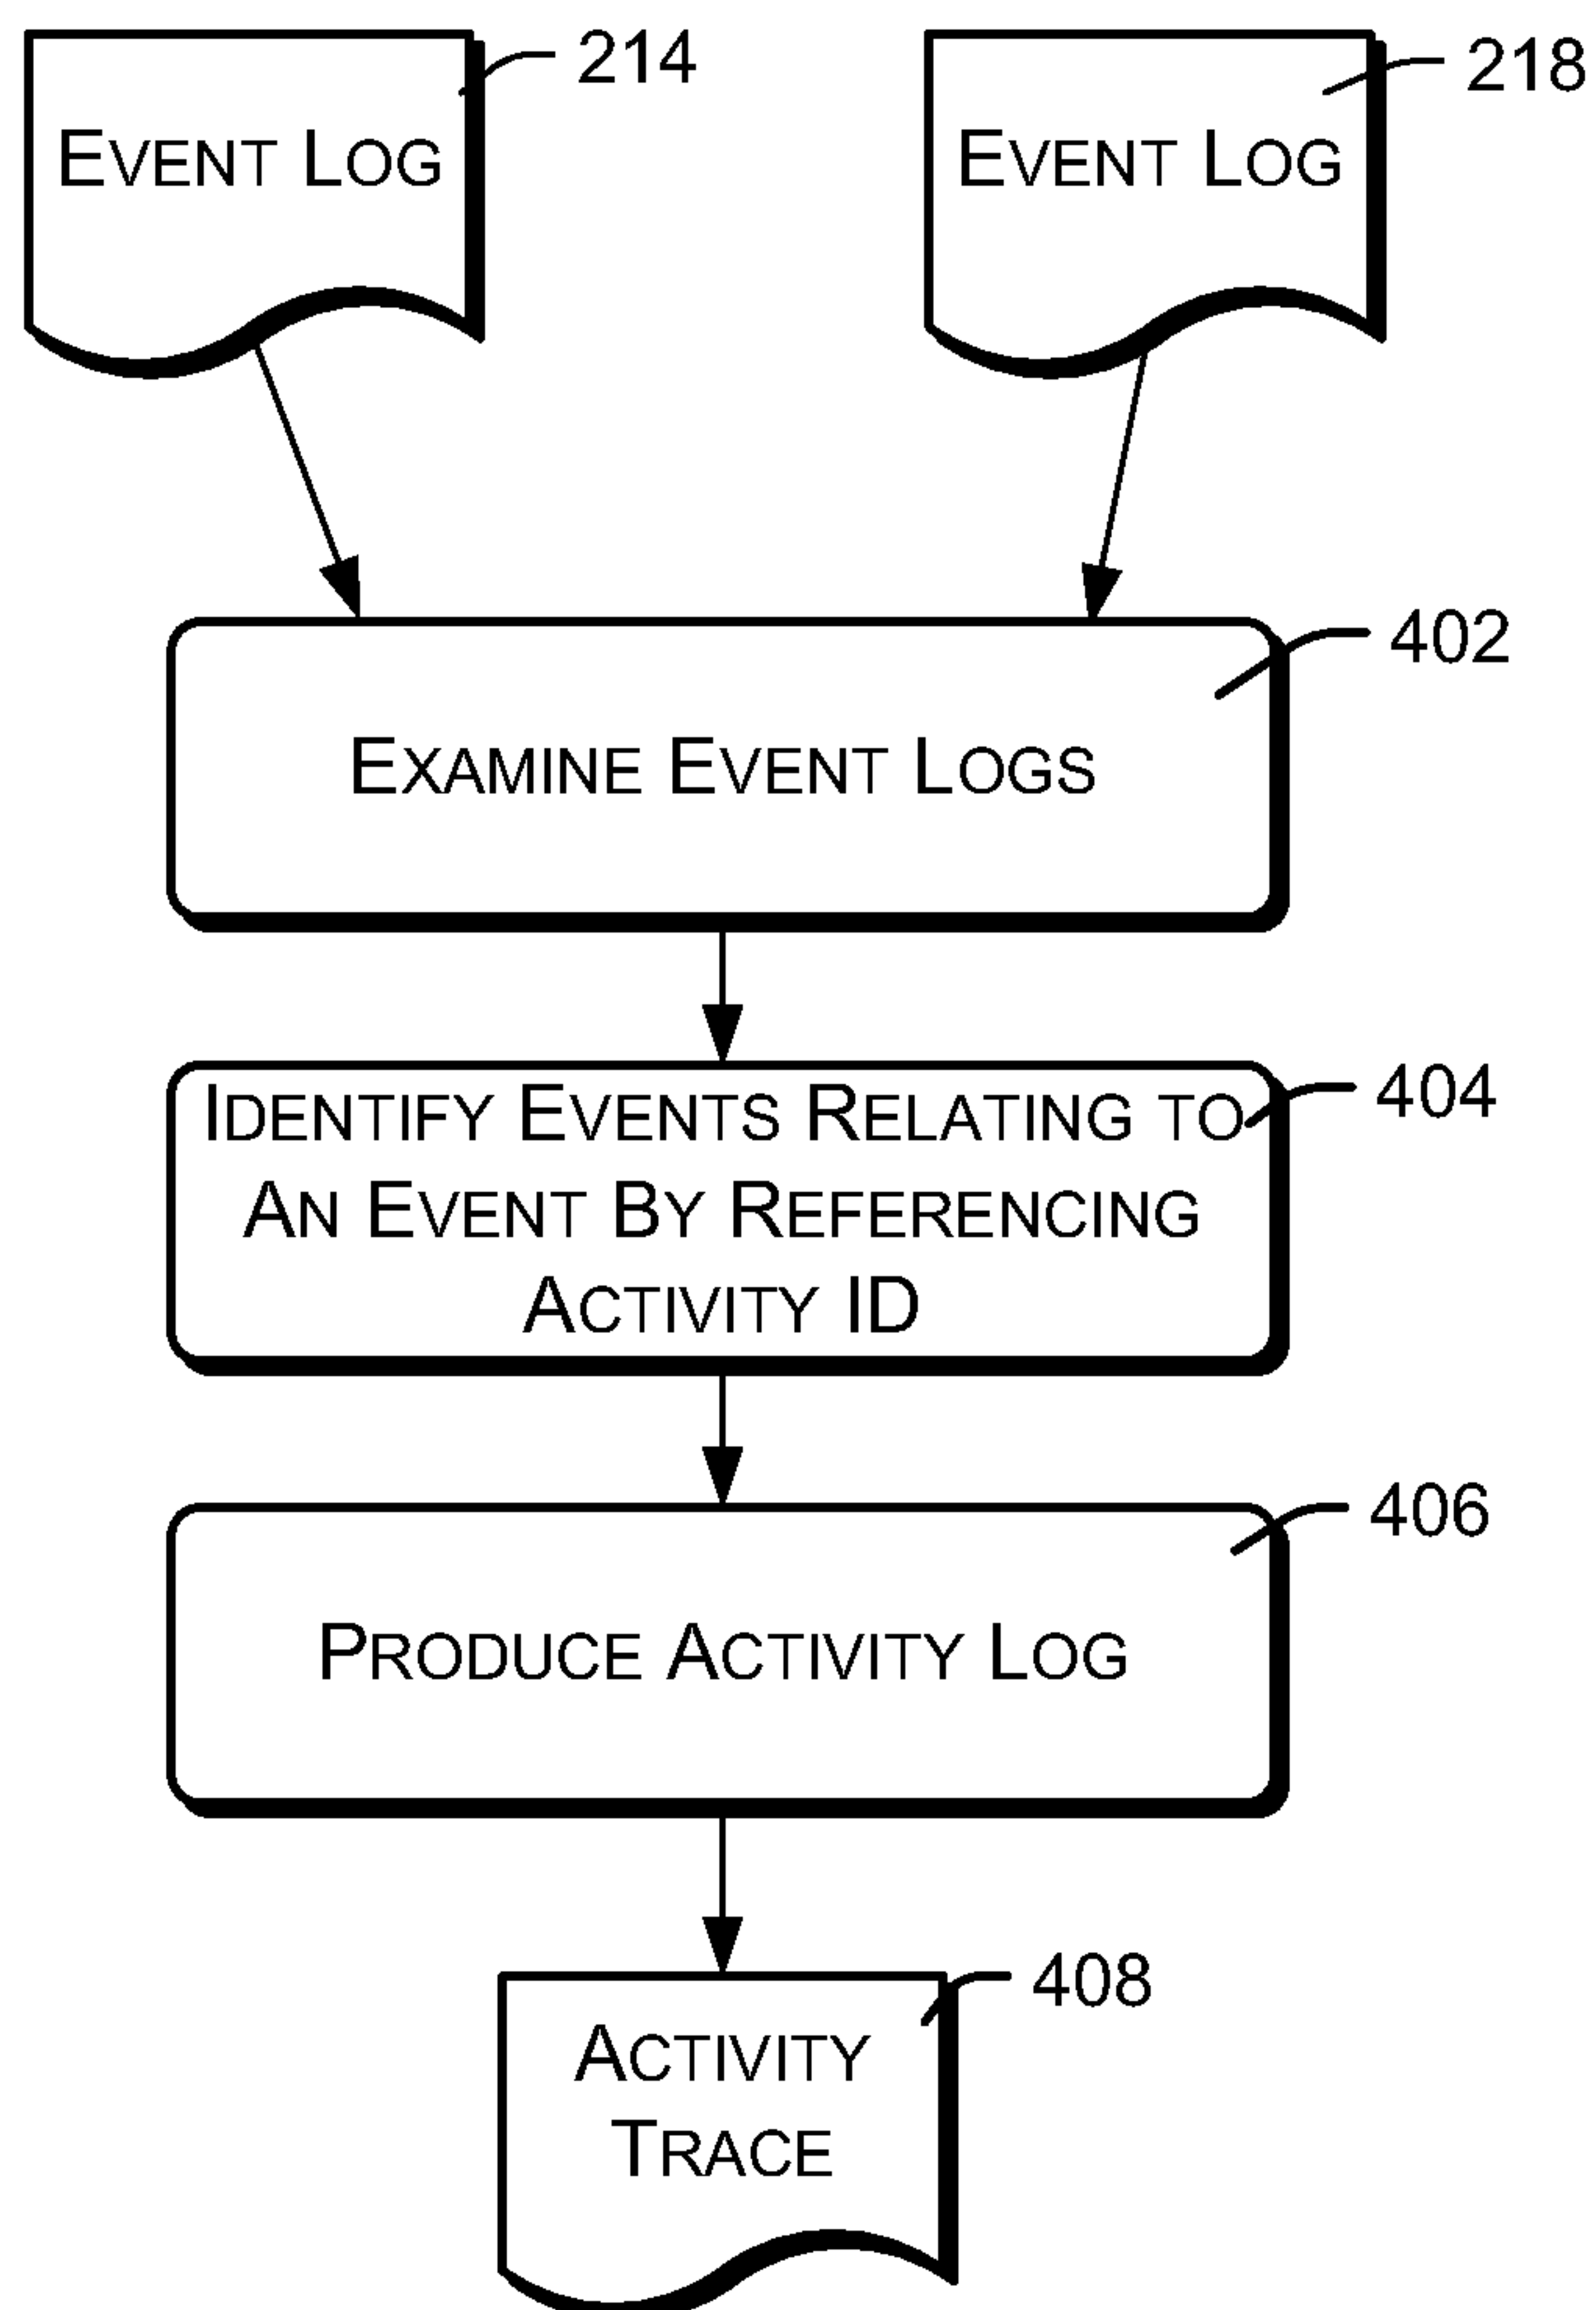 214
218
EVENT LOG
EVENT LOG
402
EXAMINE EVENT LOGS
404
IDENTIFY EVENTS RELATING TO
AN EVENT BY REFERENCING
ACTIVITY ID
406
PRODUCE ACTIVITY LOG
408
ACTIVITY
TRACE